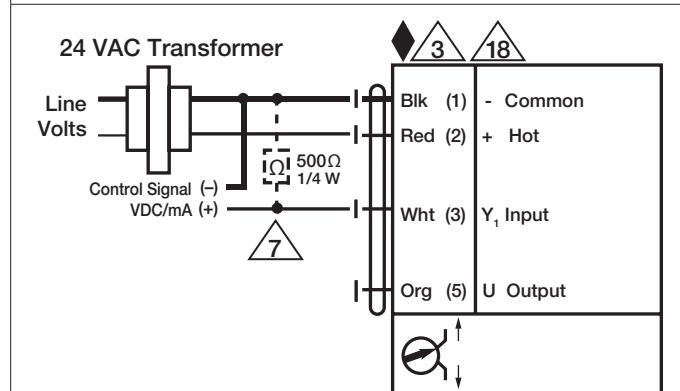 24 VAC Transformer
3
18
Line
Volts
Blk (1) - Common
Red (2) + Hot
Ω
500Ω
1/4 W
Control Signal (–)
VDC/mA (+)
Wht (3) Y₁ Input
7
Org (5) U Output